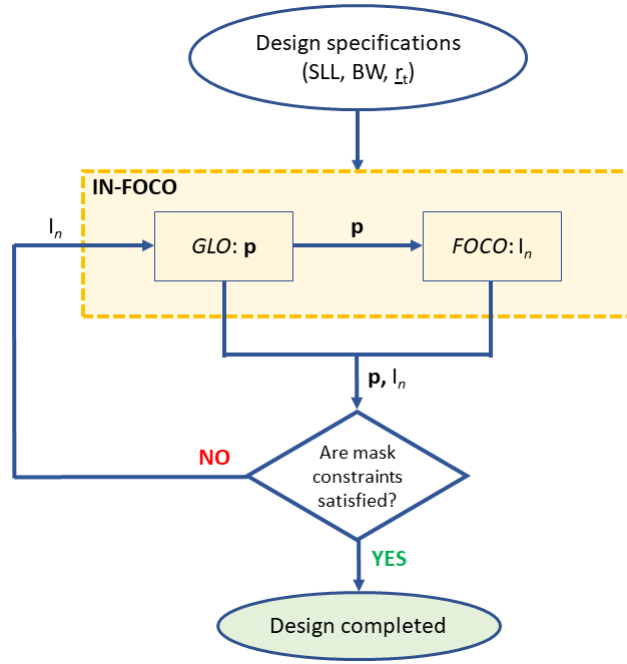 Design specifications
(SLL, BW, r_t)
IN-FOCO
I_n
GLO: p
p
FOCO: I_n
p, I_n
NO
Are mask
constraints
satisfied?
YES
Design completed